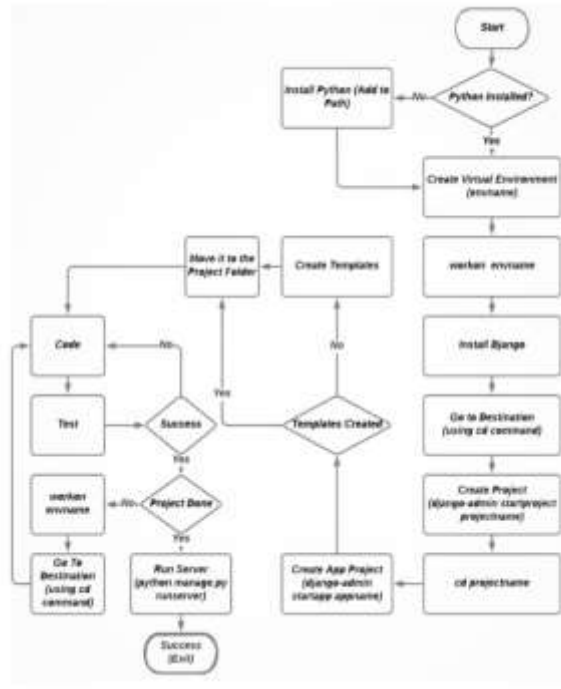 Start
Python Installed?
No
Install Python (Add to
Path)
Yes
Create Virtual Environment
(envname)
workon envname
Install Django
Go to Destination
(using cd command)
Create Project
(django-admin startproject
projectname)
cd projectname
Create App Project
(django-admin
startapp appname)
Templates Created
No
Create Templates
Yes
Move it to the
Project Folder
Code
Test
Success
No
Yes
Project Done
No
workon
envname
Go To
Destination
(using cd
command)
Yes
Run Server
(python manage.py
runserver)
Success
(Exit)